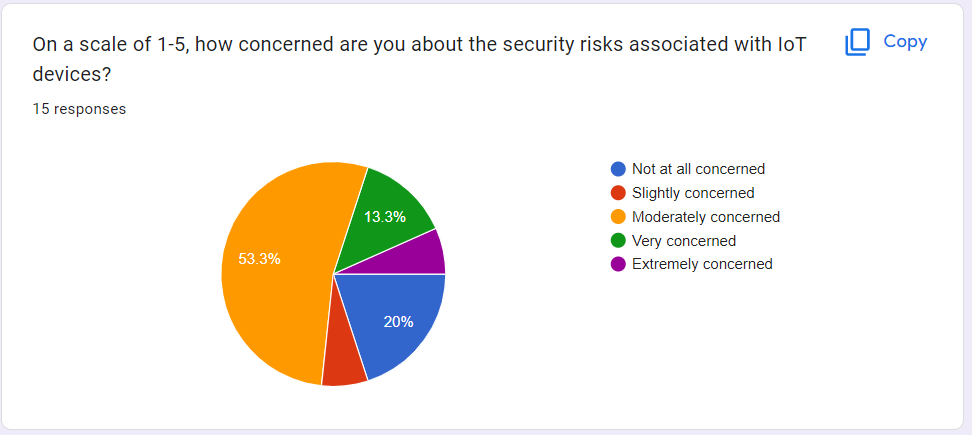 On a scale of 1-5, how concerned are you about the security risks associated with IoT
devices?
Copy
15 responses
Not at all concerned
Slightly concerned
Moderately concerned
Very concerned
Extremely concerned
13.3%
53.3%
20%